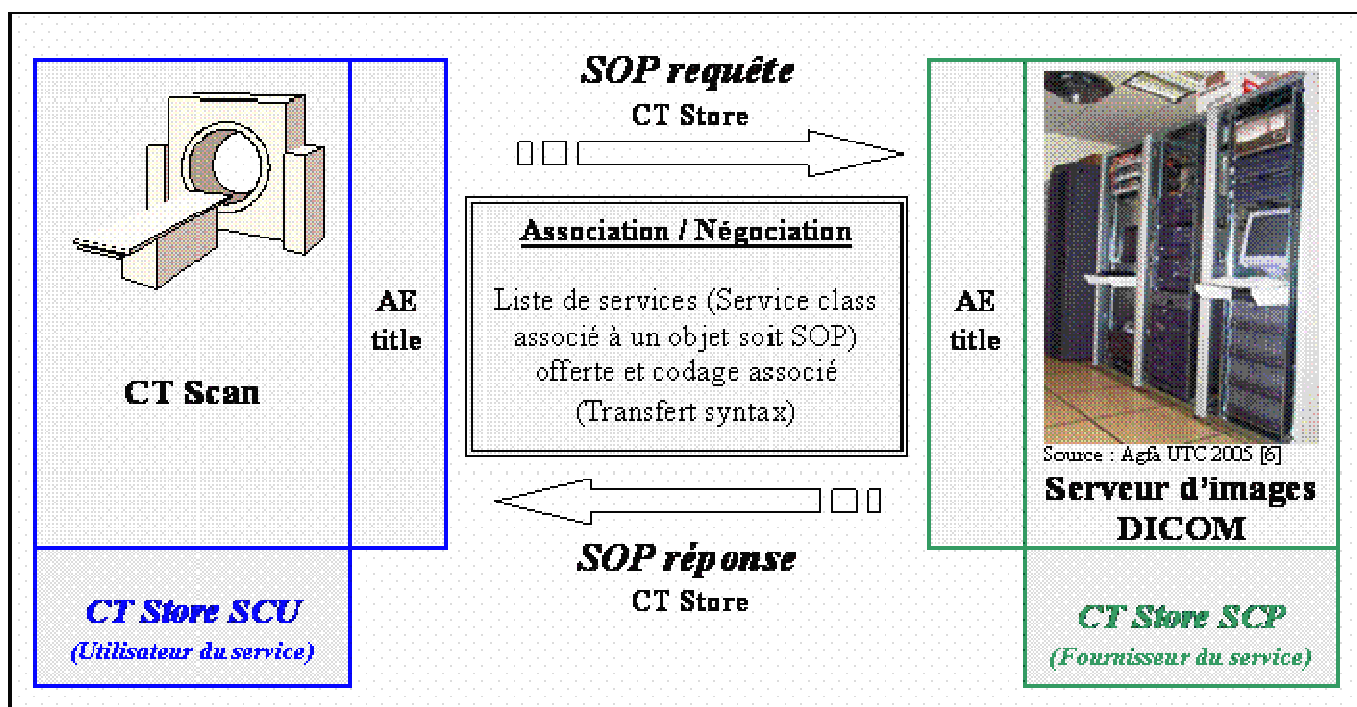 SOP requête
CT Store
CT Scan
AE
title
Association / Négociation
Liste de services (Service class
associé à un objet soit SOP)
offerte et codage associé
(Transfert syntax)
AE
title
Source : Agfa UTC 2005 [6]
Serveur d'images
DICOM
SOP réponse
CT Store
CT Store SCU
(Utilisateur du service)
CT Store SCP
(Fournisseur du service)